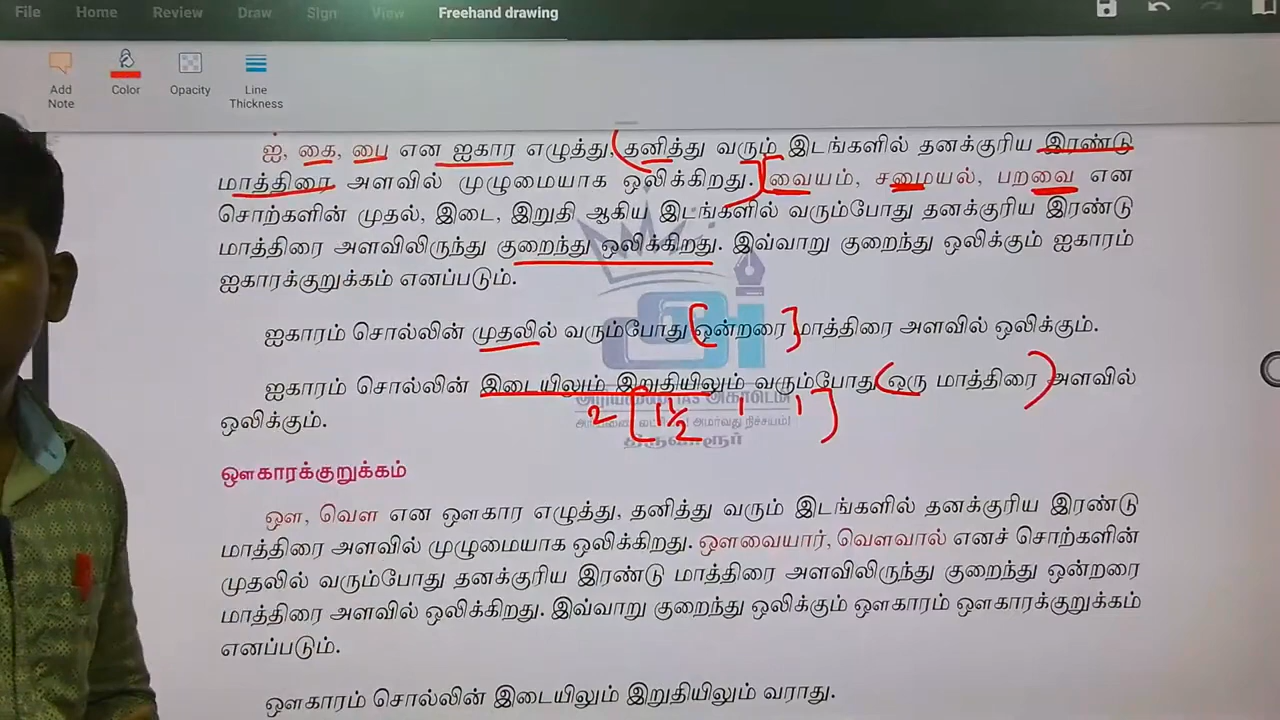 File Home Review Draw Sign View Freehand drawing
Add Note Color Opacity Line Thickness
ஐ, கை, பை என ஐகார எழுத்து, தனித்து வரும் இடங்களில் தனக்குரிய இரண்டு
மாத்திரை அளவில் முழுமையாக ஒலிக்கிறது. வையம், சமையல், பறவை என
சொற்களின் முதல், இடை, இறுதி ஆகிய இடங்களில் வரும்போது தனக்குரிய இரண்டு
மாத்திரை அளவிலிருந்து குறைந்து ஒலிக்கிறது. இவ்வாறு குறைந்து ஒலிக்கும் ஐகாரம்
ஐகாரக்குறுக்கம் எனப்படும்.
ஐகாரம் சொல்லின் முதலில் வரும்போது ஒன்றரை மாத்திரை அளவில் ஒலிக்கும்.
ஐகாரம் சொல்லின் இடையிலும் இறுதியிலும் வரும்போது ஒரு மாத்திரை அளவில்
ஒலிக்கும்.
2 [ 1 1/2 1 1 ]
திருவாரூர்
ஔகாரக்குறுக்கம்
ஔ, வௌ என ஔகார எழுத்து, தனித்து வரும் இடங்களில் தனக்குரிய இரண்டு
மாத்திரை அளவில் முழுமையாக ஒலிக்கிறது. ஔவையார், வௌவால் எனச் சொற்களின்
முதலில் வரும்போது தனக்குரிய இரண்டு மாத்திரை அளவிலிருந்து குறைந்து ஒன்றரை
மாத்திரை அளவில் ஒலிக்கிறது. இவ்வாறு குறைந்து ஒலிக்கும் ஔகாரம் ஔகாரக்குறுக்கம்
எனப்படும்.
ஔகாரம் சொல்லின் இடையிலும் இறுதியிலும் வராது.